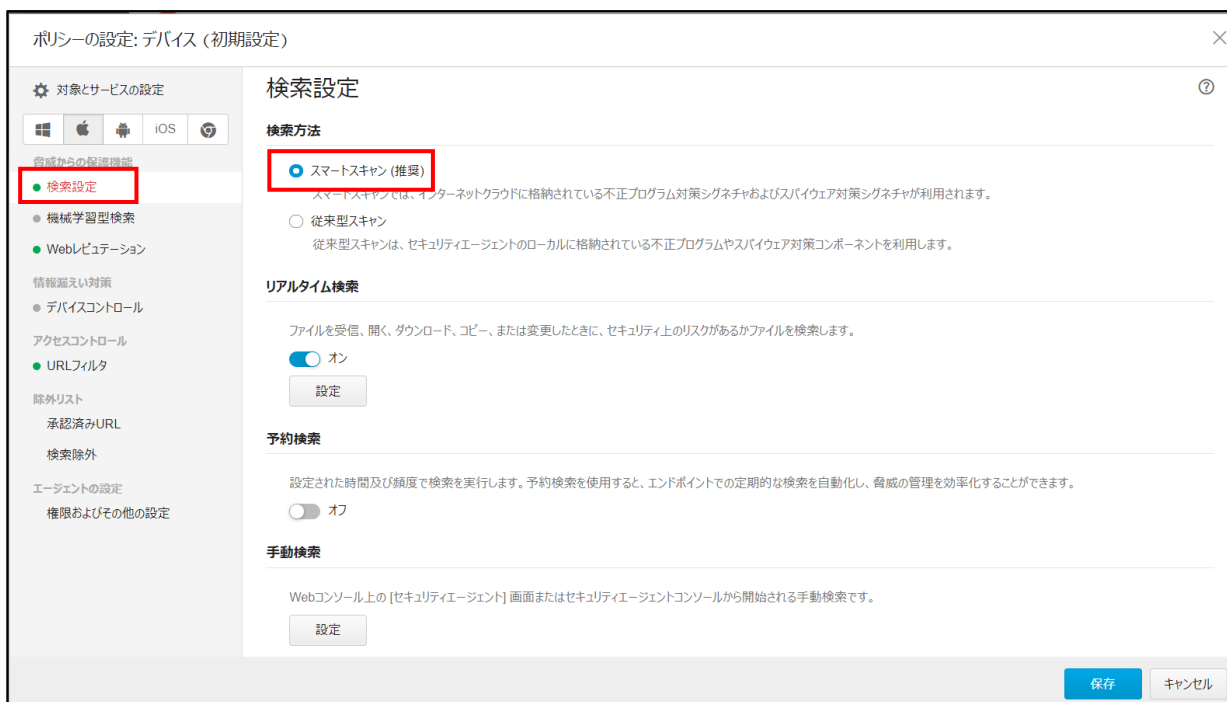 ポリシーの設定: デバイス (初期設定)
対象とサービスの設定
iOS
脅威からの保護機能
検索設定
機械学習型検索
Webレピュテーション
情報漏えい対策
デバイスコントロール
アクセスコントロール
URLフィルタ
除外リスト
承認済みURL
検索除外
エージェントの設定
権限およびその他の設定
検索設定
検索方法
スマートスキャン (推奨)
スマートスキャンでは、インターネットクラウドに格納されている不正プログラム対策シグネチャおよびスパイウェア対策シグネチャが利用されます。
従来型スキャン
従来型スキャンは、セキュリティエージェントのローカルに格納されている不正プログラムやスパイウェア対策コンポーネントを利用します。
リアルタイム検索
ファイルを受信、開く、ダウンロード、コピー、または変更したときに、セキュリティ上のリスクがあるかファイルを検索します。
オン
設定
予約検索
設定された時間及び頻度で検索を実行します。予約検索を使用すると、エンドポイントでの定期的な検索を自動化し、脅威の管理を効率化することができます。
オフ
手動検索
Webコンソール上の [セキュリティエージェント] 画面またはセキュリティエージェントコンソールから開始される手動検索です。
設定
保存
キャンセル